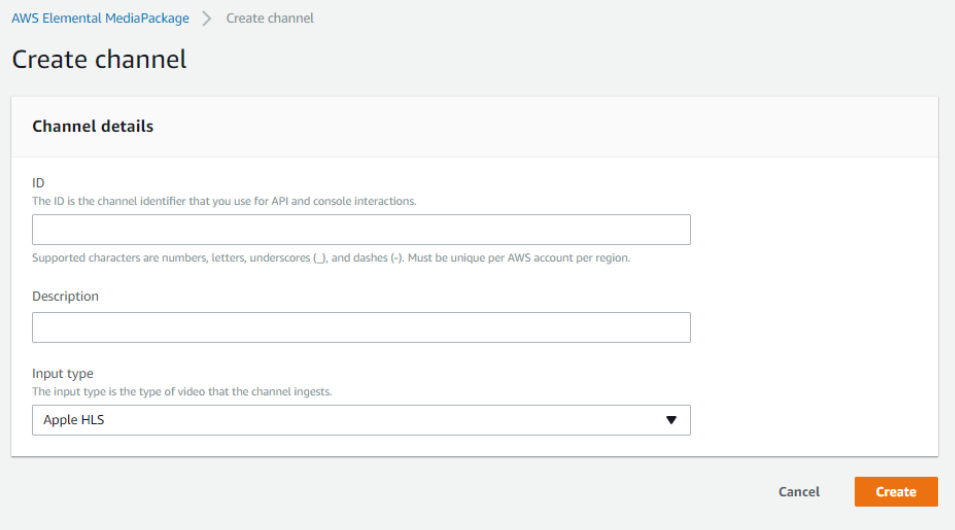 AWS Elemental MediaPackage > Create channel
Create channel
Channel details
ID
The ID is the channel identifier that you use for API and console interactions.
Supported characters are numbers, letters, underscores (_), and dashes (-). Must be unique per AWS account per region.
Description
Input type
The input type is the type of video that the channel ingests.
Apple HLS
Cancel Create